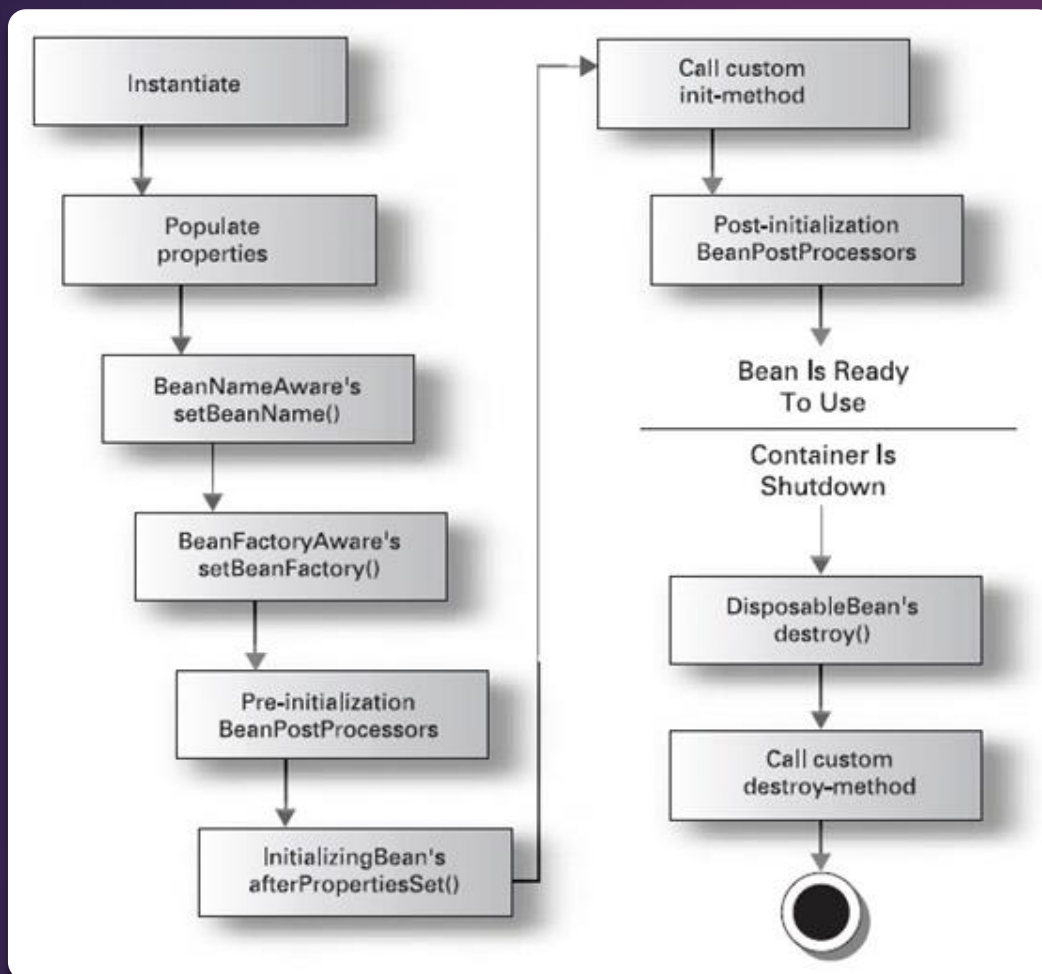 Instantiate
Populate
properties
BeanNameAware's
setBeanName()
BeanFactoryAware's
setBeanFactory()
Pre-initialization
BeanPostProcessors
InitializingBean's
afterPropertiesSet()
Call custom
init-method
Post-initialization
BeanPostProcessors
Bean Is Ready
To Use
Container Is
Shutdown
DisposableBean's
destroy()
Call custom
destroy-method